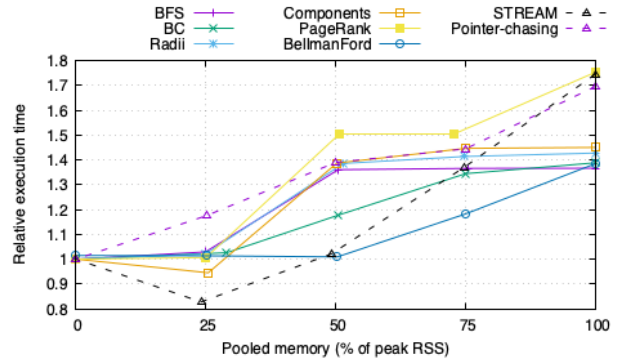 BFS Components STREAM
BC PageRank Pointer-chasing
Radii BellmanFord
1.8
1.7
1.6
1.5
1.4
1.3
1.2
1.1
1
0.9
0.8
Relative execution time
0 25 50 75 100
Pooled memory (% of peak RSS)